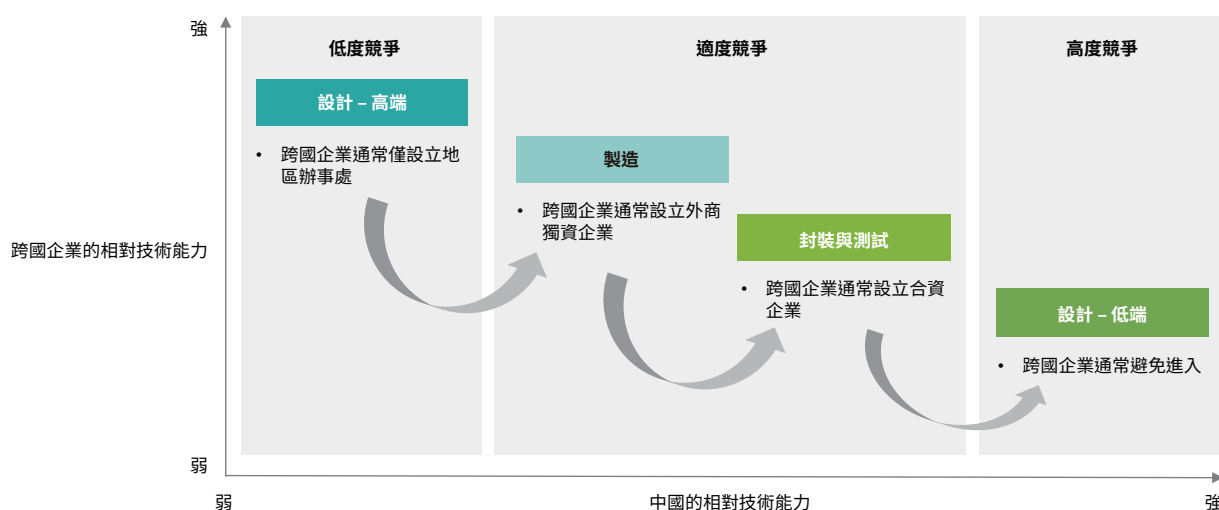 強
低度競爭
適度競爭
高度競爭
設計 – 高端
• 跨國企業通常僅設立地
區辦事處
製造
• 跨國企業通常設立外商
獨資企業
封裝與測試
• 跨國企業通常設立合資
企業
設計 – 低端
• 跨國企業通常避免進入
跨國企業的相對技術能力
弱
弱
中國的相對技術能力
強